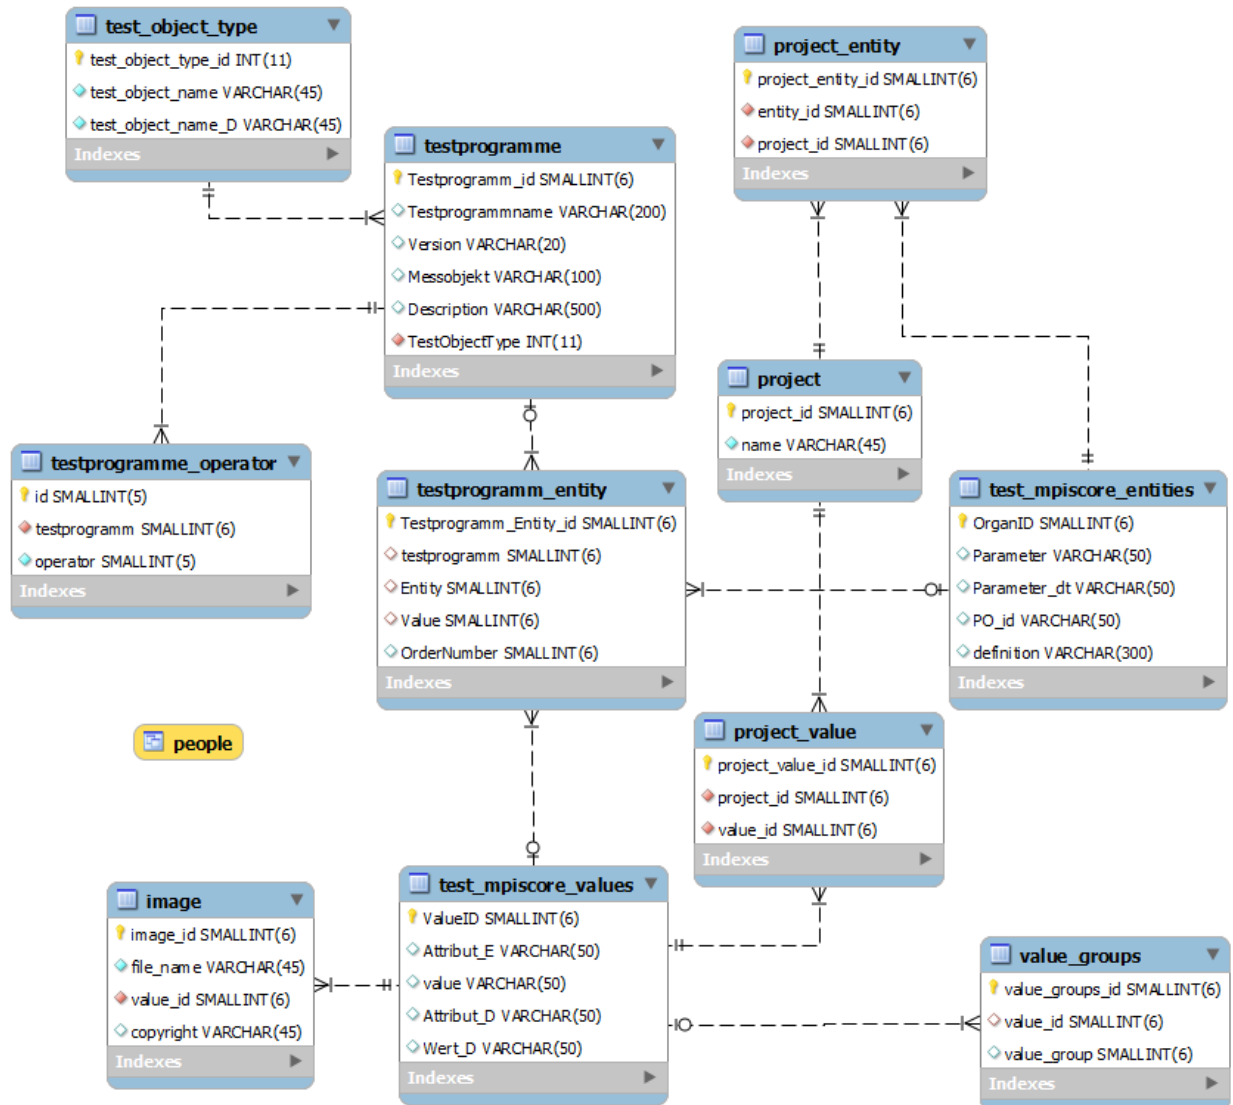 test_object_type
test_object_type_id INT(11)
test_object_name VARCHAR(45)
test_object_name_D VARCHAR(45)
Indexes
project_entity
project_entity_id SMALLINT(6)
entity_id SMALLINT(6)
project_id SMALLINT(6)
Indexes
testprogramme
Testprogramm_id SMALLINT(6)
Testprogrammname VARCHAR(200)
Version VARCHAR(20)
Messobjekt VARCHAR(100)
Description VARCHAR(500)
TestObjectType INT(11)
Indexes
project
project_id SMALLINT(6)
name VARCHAR(45)
Indexes
testprogramme_operator
id SMALLINT(5)
testprogramm SMALLINT(6)
operator SMALLINT(5)
Indexes
testprogramm_entity
Testprogramm_Entity_id SMALLINT(6)
testprogramm SMALLINT(6)
Entity SMALLINT(6)
Value SMALLINT(6)
OrderNumber SMALLINT(6)
Indexes
test_mpiscore_entities
OrganID SMALLINT(6)
Parameter VARCHAR(50)
Parameter_dt VARCHAR(50)
PO_id VARCHAR(50)
definition VARCHAR(300)
Indexes
people
project_value
project_value_id SMALLINT(6)
project_id SMALLINT(6)
value_id SMALLINT(6)
Indexes
image
image_id SMALLINT(6)
file_name VARCHAR(45)
value_id SMALLINT(6)
copyright VARCHAR(45)
Indexes
test_mpiscore_values
ValueID SMALLINT(6)
Attribut_E VARCHAR(50)
value VARCHAR(50)
Attribut_D VARCHAR(50)
Wert_D VARCHAR(50)
Indexes
value_groups
value_groups_id SMALLINT(6)
value_id SMALLINT(6)
value_group SMALLINT(6)
Indexes